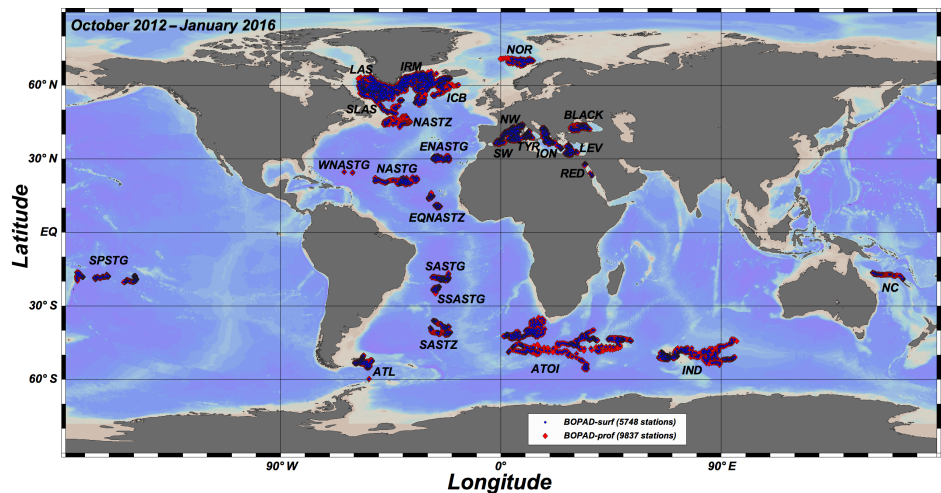 October 2012 – January 2016
NOR
LAS
IRM
60°N
ICB
SLAS
NASTZ
NW
BLACK
ENASTG
SW
TYR
ION
LEV
30°N
WNASTG
NASTG
RED
EQNASTZ
EQ
SPSTG
SASTG
NC
SSASTG
30°S
SASTZ
ATL
ATOI
IND
60°S
BOPAD-surf (5748 stations)
BOPAD-prof (9837 stations)
90°W
0°
90°E
Longitude
Latitude